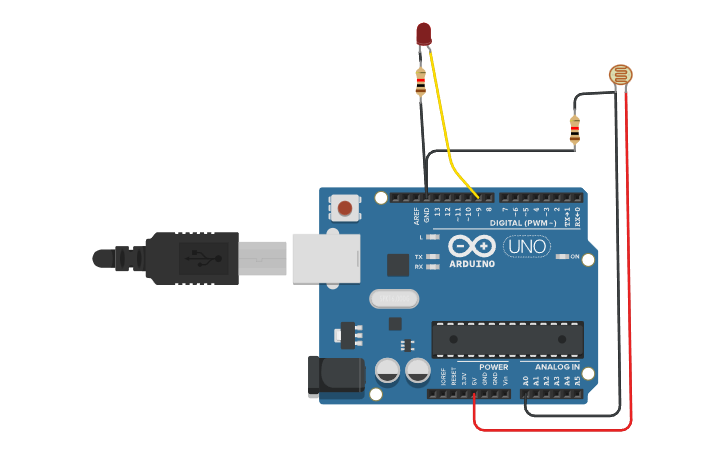 AREF
GND
13
12
~11
~10
~9
8
7
~6
~5
4
~3
2
TX→1
RX←0
DIGITAL (PWM~)
L
TX
RX
UNO
ARDUINO
ON
POWER
ANALOG IN
IOREF
RESET
3.3V
5V
GND
GND
Vin
A0
A1
A2
A3
A4
A5